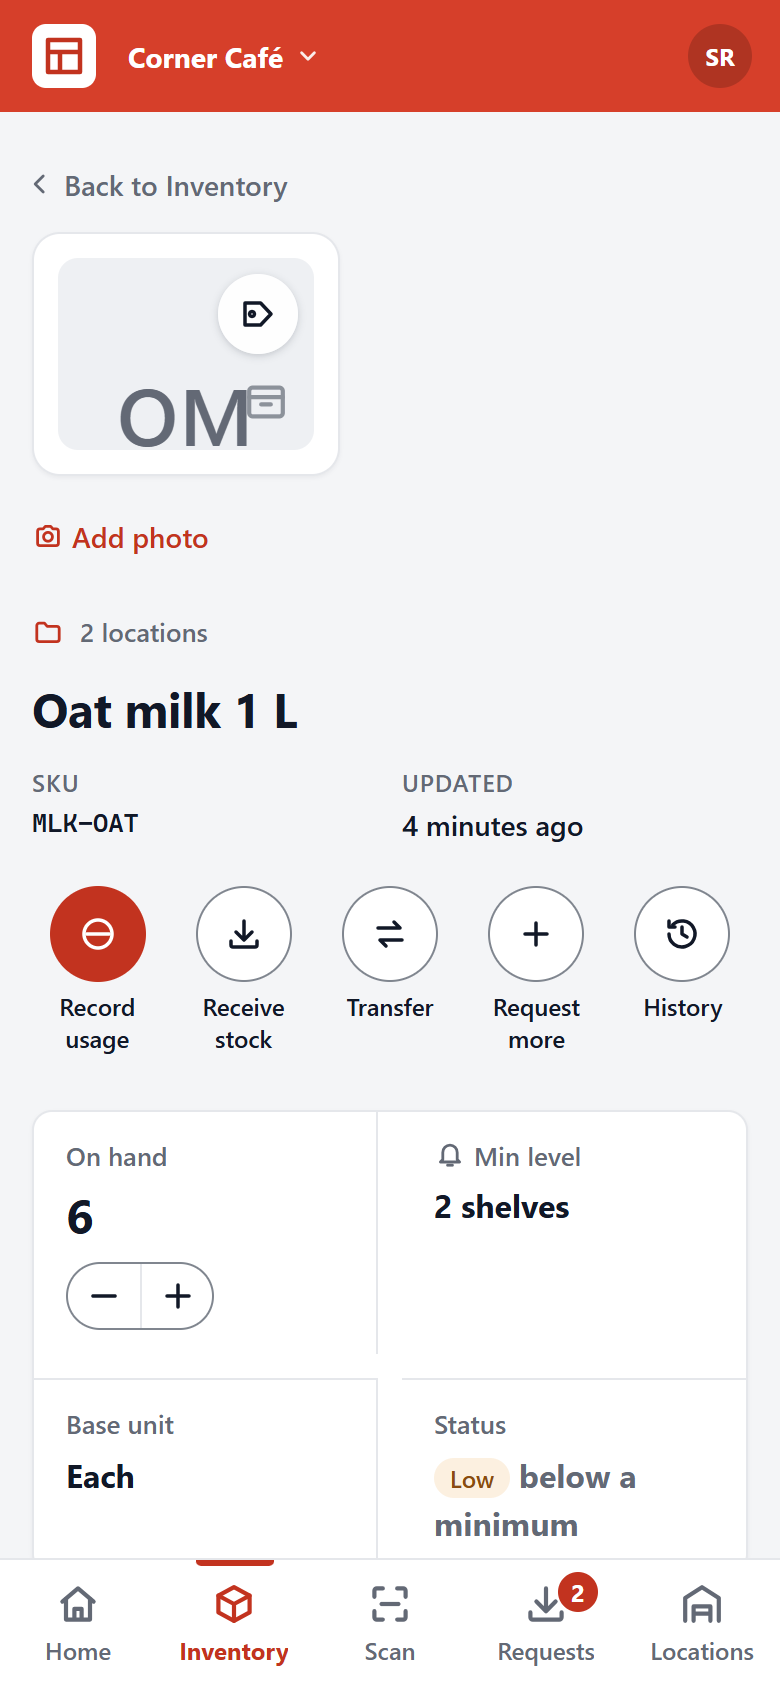 Corner Café
SR
Back to Inventory
OM
Add photo
2 locations
Oat milk 1 L
SKU
UPDATED
MLK-OAT
4 minutes ago
Record usage
Receive stock
Transfer
Request more
History
On hand
6
Min level
2 shelves
Base unit
Each
Status
Low below a
minimum
Home
Inventory
Scan
2
Requests
Locations